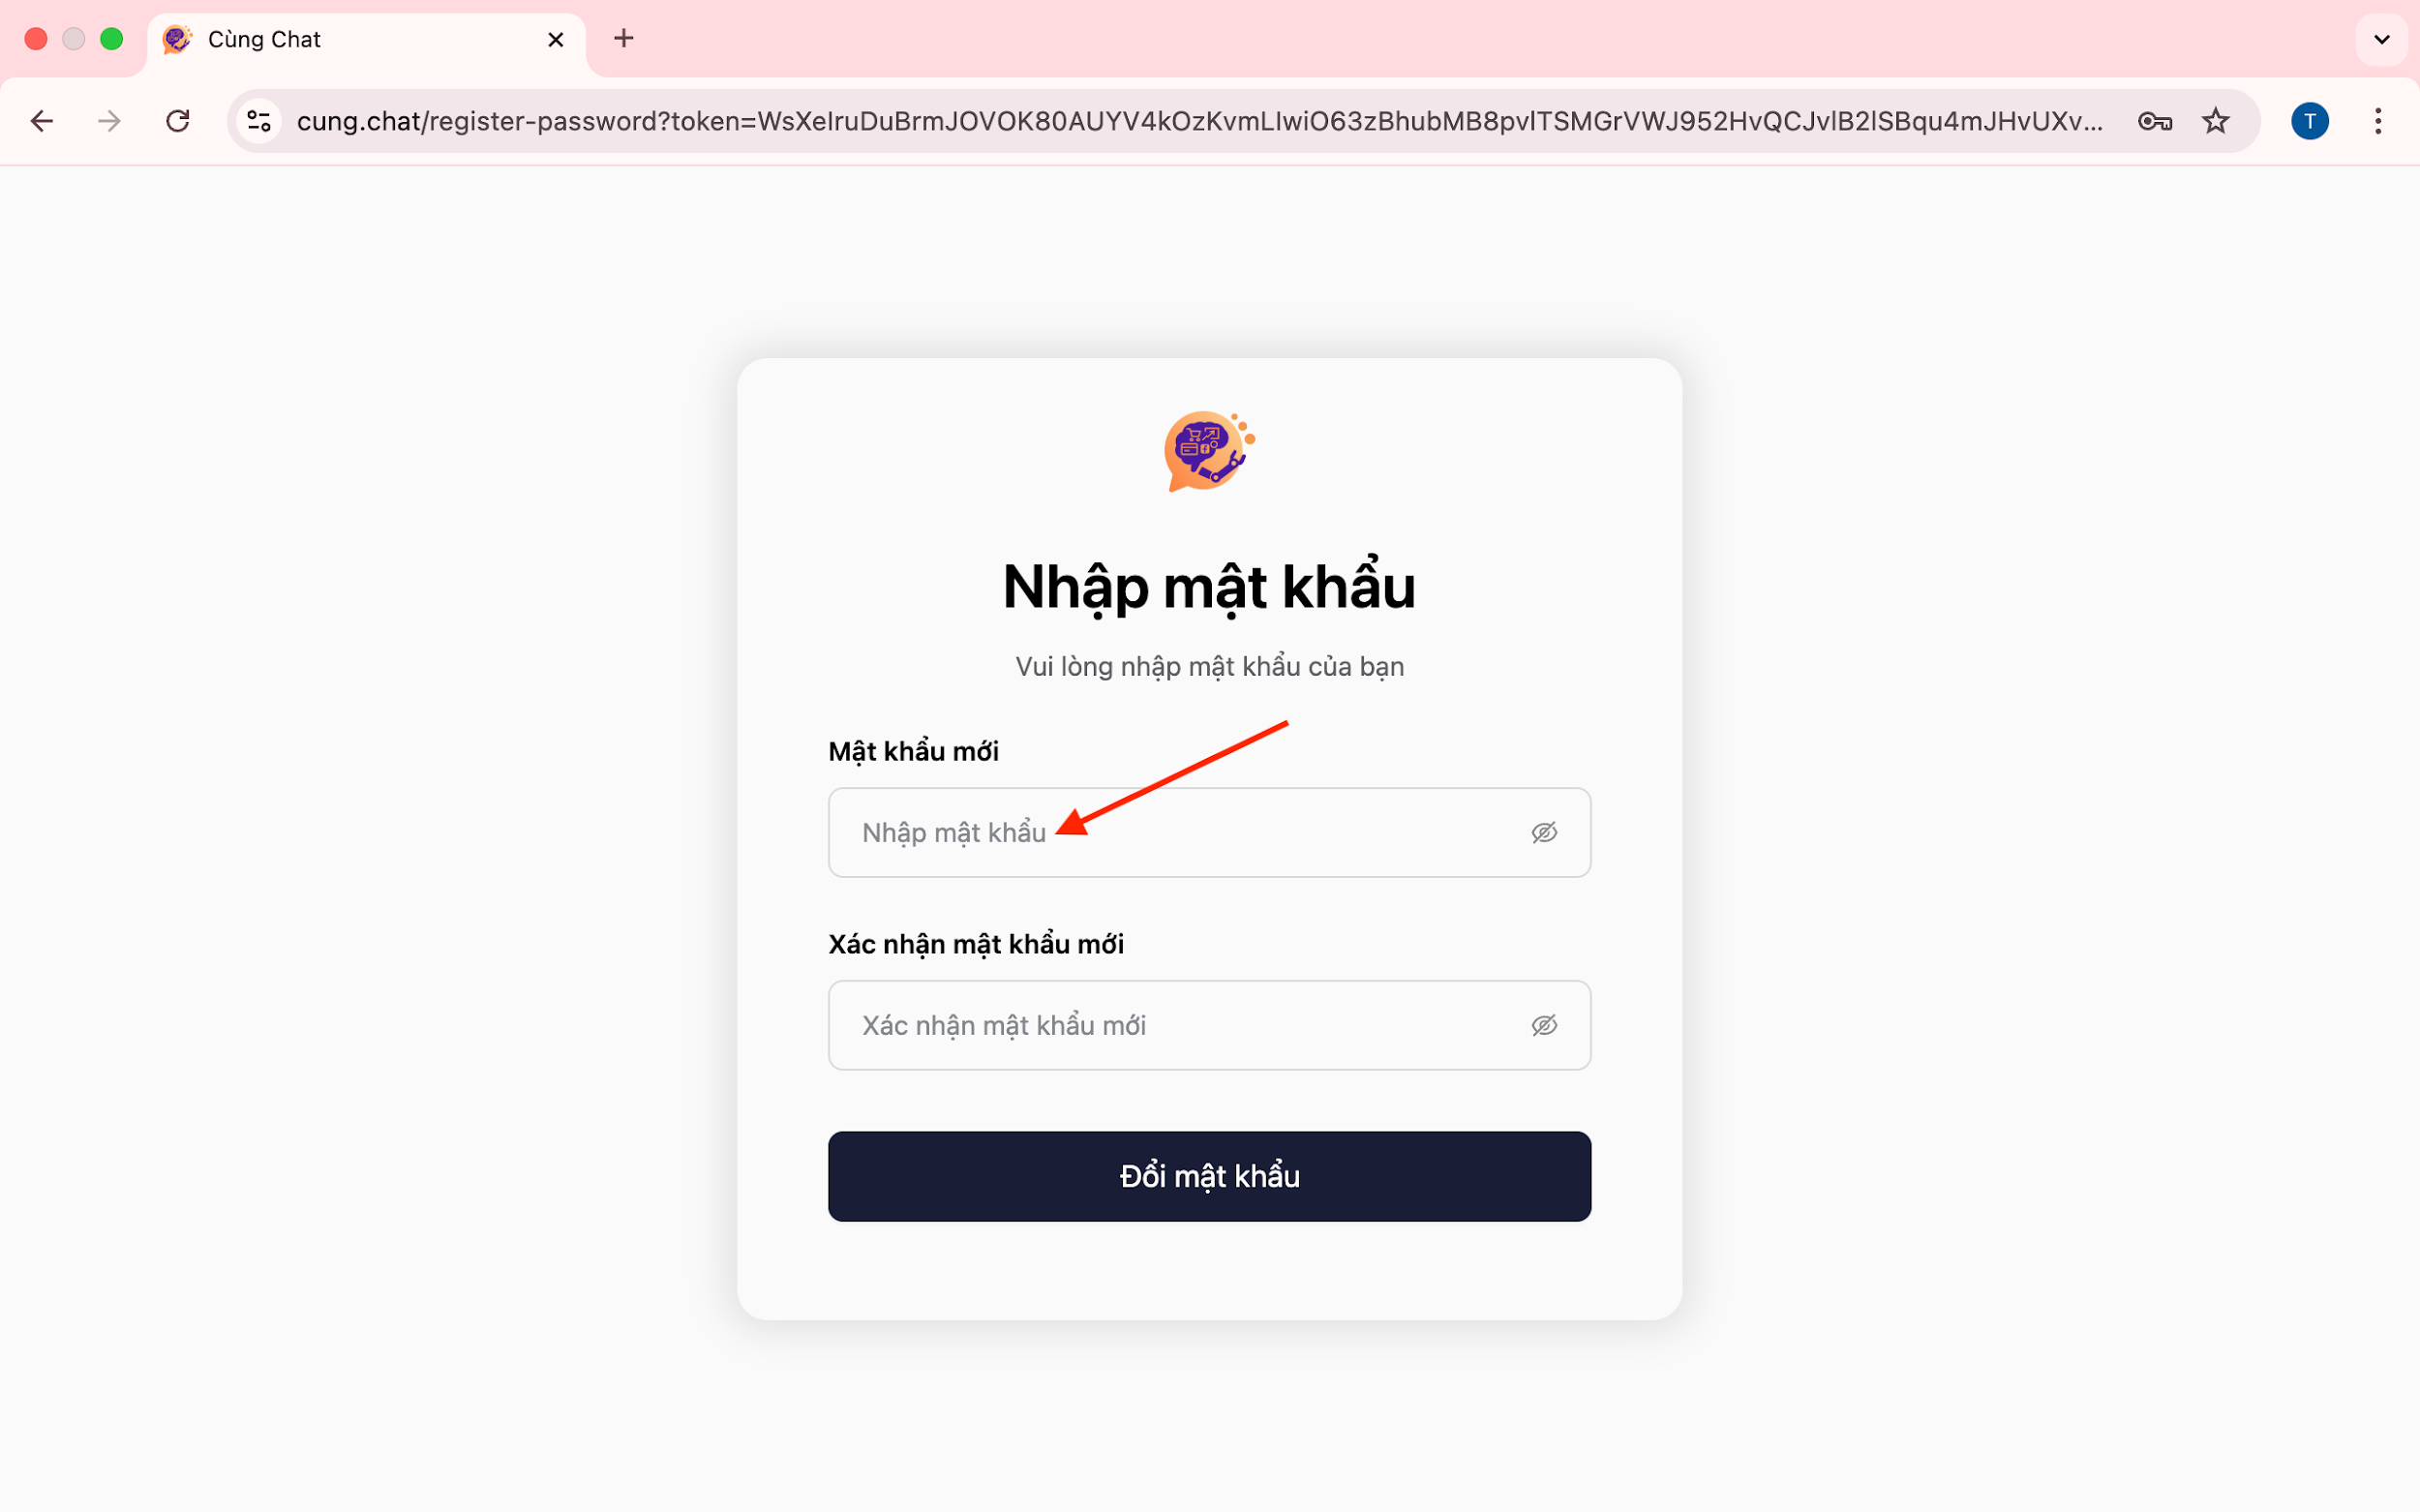 Cùng Chat
cung.chat/register-password?token=WsXeIruDuBrmJOVOK80AUYV4kOzKvmLIwiO63zBhubMB8pvITSMGrVWJ952HvQCJvIB2ISBqu4mJHvUXv...
T
Nhập mật khẩu
Vui lòng nhập mật khẩu của bạn
Mật khẩu mới
Nhập mật khẩu
Xác nhận mật khẩu mới
Xác nhận mật khẩu mới
Đổi mật khẩu